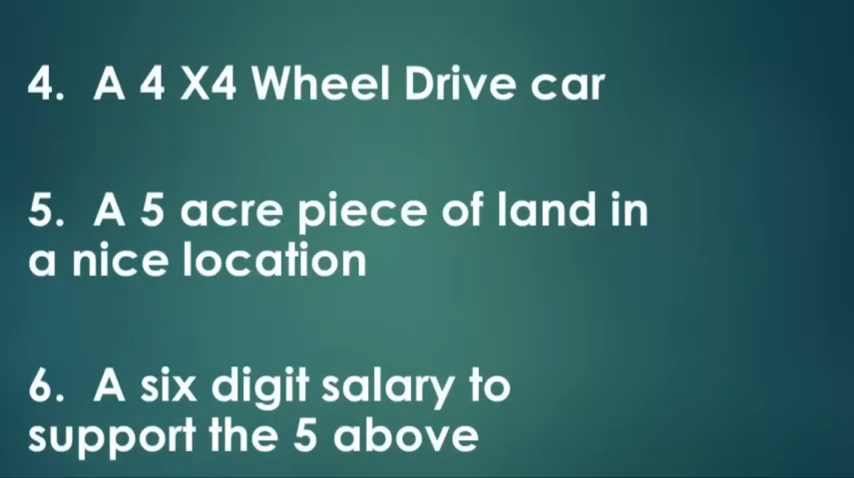 4. A 4 X4 Wheel Drive car
5. A 5 acre piece of land in
a nice location
6. A six digit salary to
support the 5 above